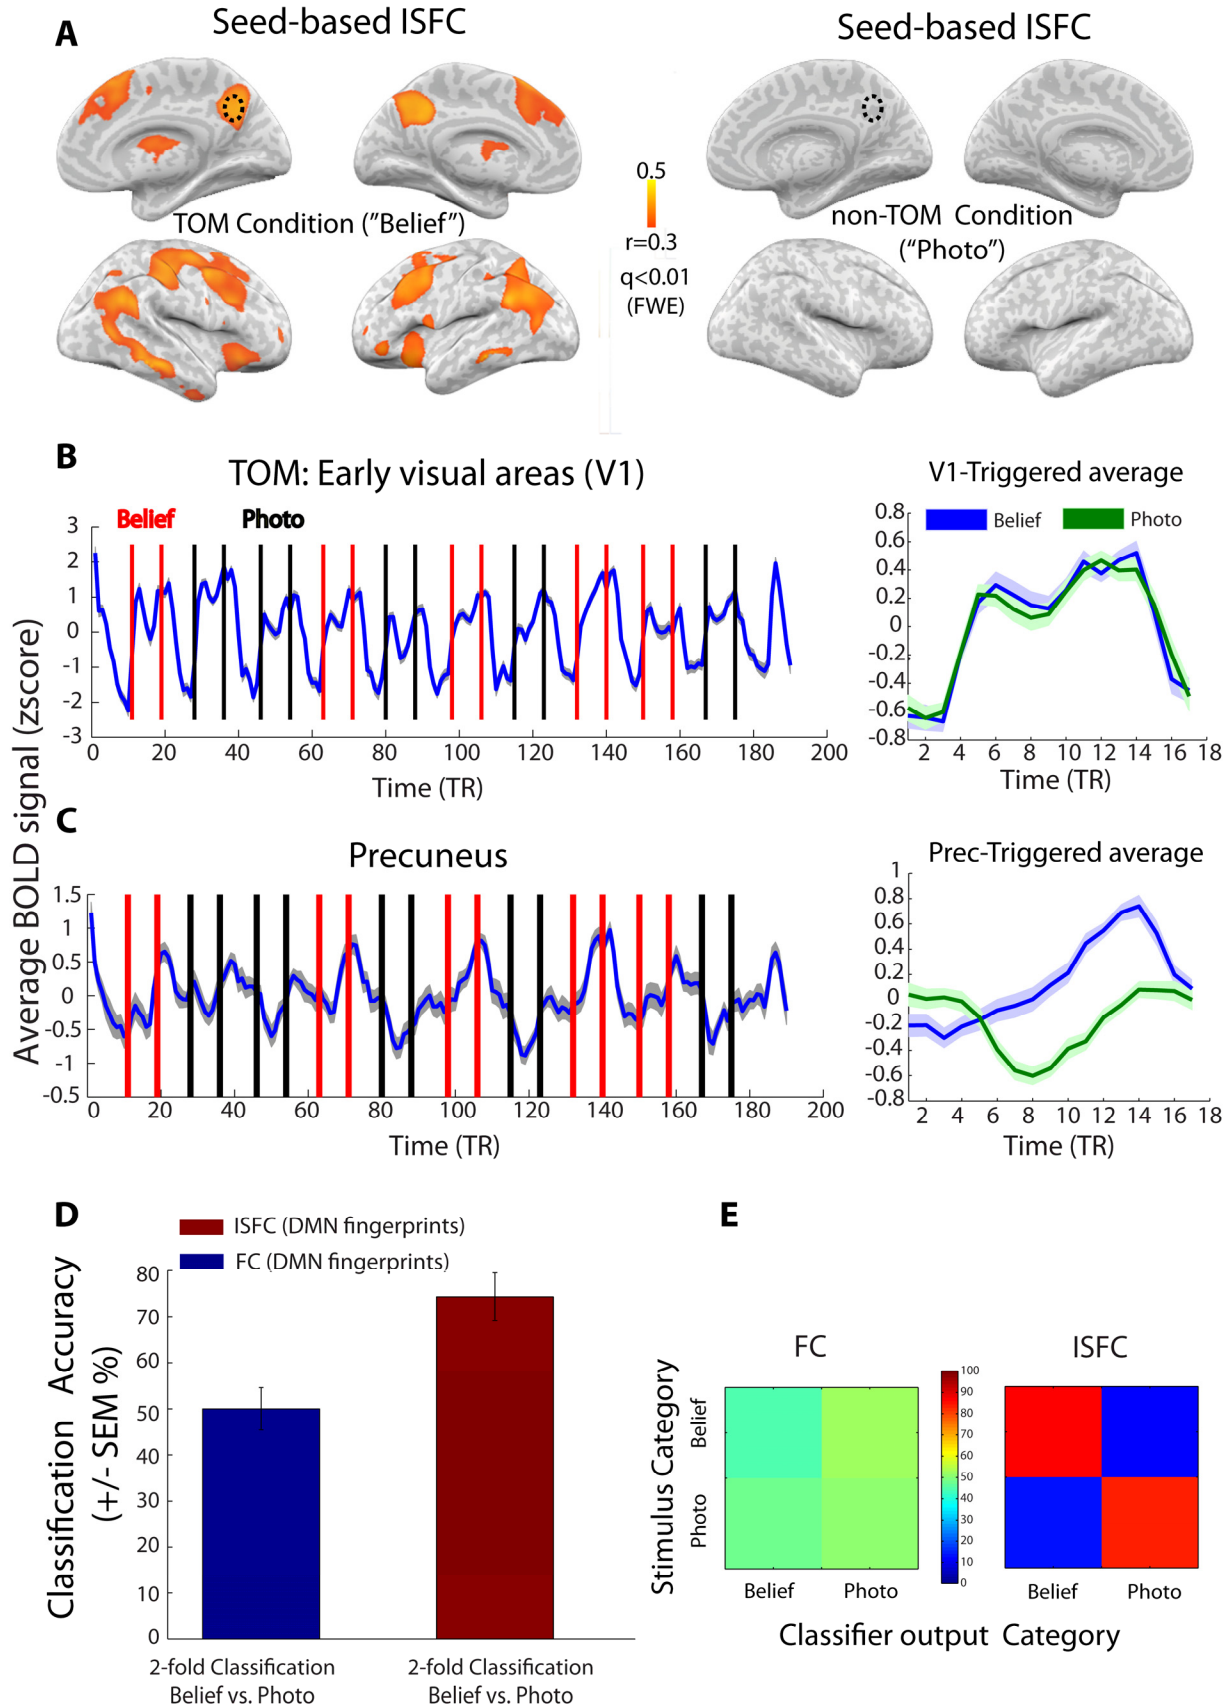 A
Seed-based ISFC
Seed-based ISFC
TOM Condition ("Belief")
0.5
r=0.3
q<0.01
(FWE)
non-TOM Condition
("Photo")
B
TOM: Early visual areas (V1)
Belief
Photo
3
2
1
0
-1
-2
-3
0 20 40 60 80 100 120 140 160 180 200
Time (TR)
V1-Triggered average
Belief
Photo
0.8
0.6
0.4
0.2
0
-0.2
-0.4
-0.6
-0.8
2 4 6 8 10 12 14 16 18
Time (TR)
Average BOLD signal (zscore)
C
Precuneus
1.5
1
0.5
0
-0.5
-1
-0.5
0 20 40 60 80 100 120 140 160 180 200
Time (TR)
Prec-Triggered average
1
0.8
0.6
0.4
0.2
0
-0.2
-0.4
-0.6
-0.8
2 4 6 8 10 12 14 16 18
Time (TR)
D
ISFC (DMN fingerprints)
FC (DMN fingerprints)
Classification Accuracy
(+/- SEM %)
80
70
60
50
40
30
20
10
0
2-fold Classification
Belief vs. Photo
2-fold Classification
Belief vs. Photo
E
FC
ISFC
Stimulus Category
Belief
Photo
100
90
80
70
60
50
40
30
20
10
0
Belief
Photo
Belief
Photo
Classifier output Category